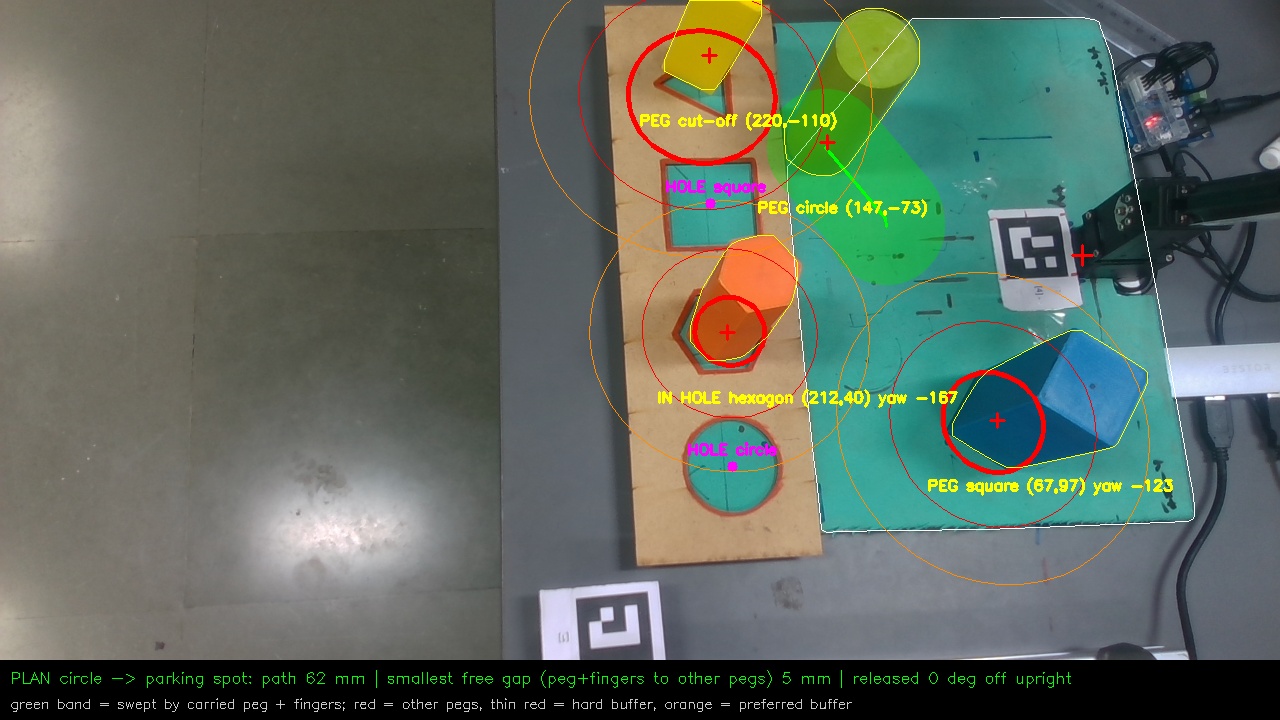 PEG cut-off (220,-110)
HOLE square
PEG circle (147,-73)
IN HOLE hexagon (212,40) yaw -167
HOLE circle
PEG square (67,97) yaw -123
PLAN circle -> parking spot: path 62 mm | smallest free gap (peg+fingers to other pegs) 5 mm | released 0 deg off upright
green band = swept by carried peg + fingers; red = other pegs, thin red = hard buffer, orange = preferred buffer